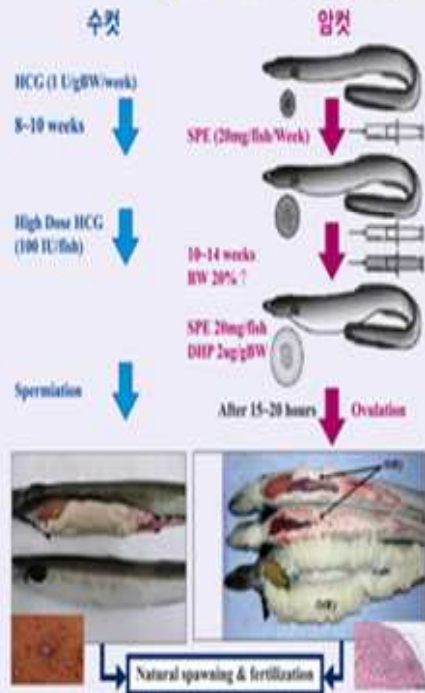 수컷
HCG (1 U/gBW/week)
8~10 weeks
High Dose HCG
(100 IU/fish)
Spermiation
암컷
SPE (20mg/fish/Week)
10~14 weeks
BW 20% ↑
SPE 20mg/fish
DHP 2ug/gBW
After 15~20 hours
Ovulation
Natural spawning & fertilization